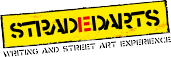 STRADEDARTS
WRITING AND STREET ART EXPERIENCE